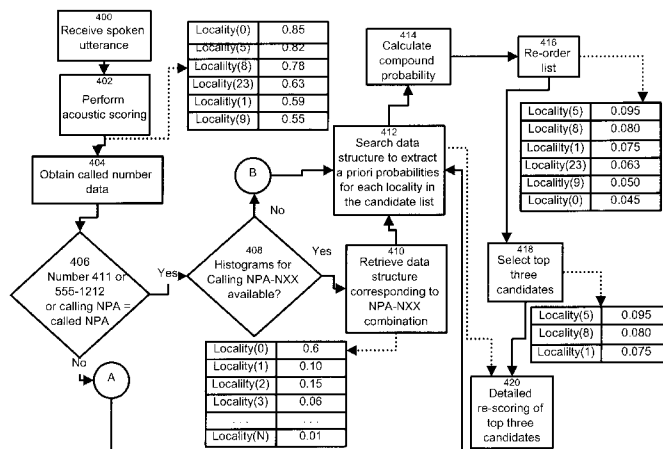 400
Receive spoken
utterance
402
Perform
acoustic scoring
404
Obtain called number
data
406
Number 411 or
555-1212
or calling NPA =
called NPA
Yes
No
A
Locality(0) 0.85
Locality(5) 0.82
Locality(8) 0.78
Locality(23) 0.63
Locality(1) 0.59
Locality(9) 0.55
B
No
408
Histograms for
Calling NPA-NXX
available?
Yes
410
Retrieve data
structure
corresponding to
NPA-NXX
combination
Locality(0) 0.6
Locality(1) 0.10
Locality(2) 0.15
Locality(3) 0.06
. . . . . .
Locality(N) 0.01
412
Search data
structure to extract
a priori probabilities
for each locality in
the candidate list
414
Calculate
compound
probability
416
Re-order
list
Locality(5) 0.095
Locality(8) 0.080
Locality(1) 0.075
Locality(23) 0.063
Locality(9) 0.050
Locality(0) 0.045
418
Select top
three
candidates
Locality(5) 0.095
Locality(8) 0.080
Locality(1) 0.075
420
Detailed
re-scoring of
top three
candidates